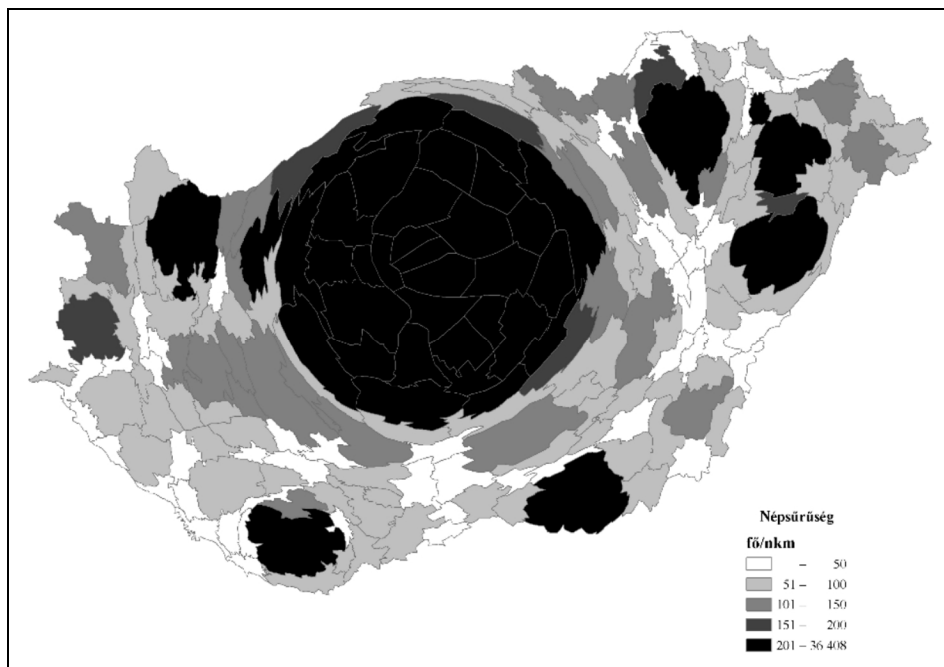 Népsűrűség
fő/nkm
– 50
51 – 100
101 – 150
151 – 200
201 – 36 408